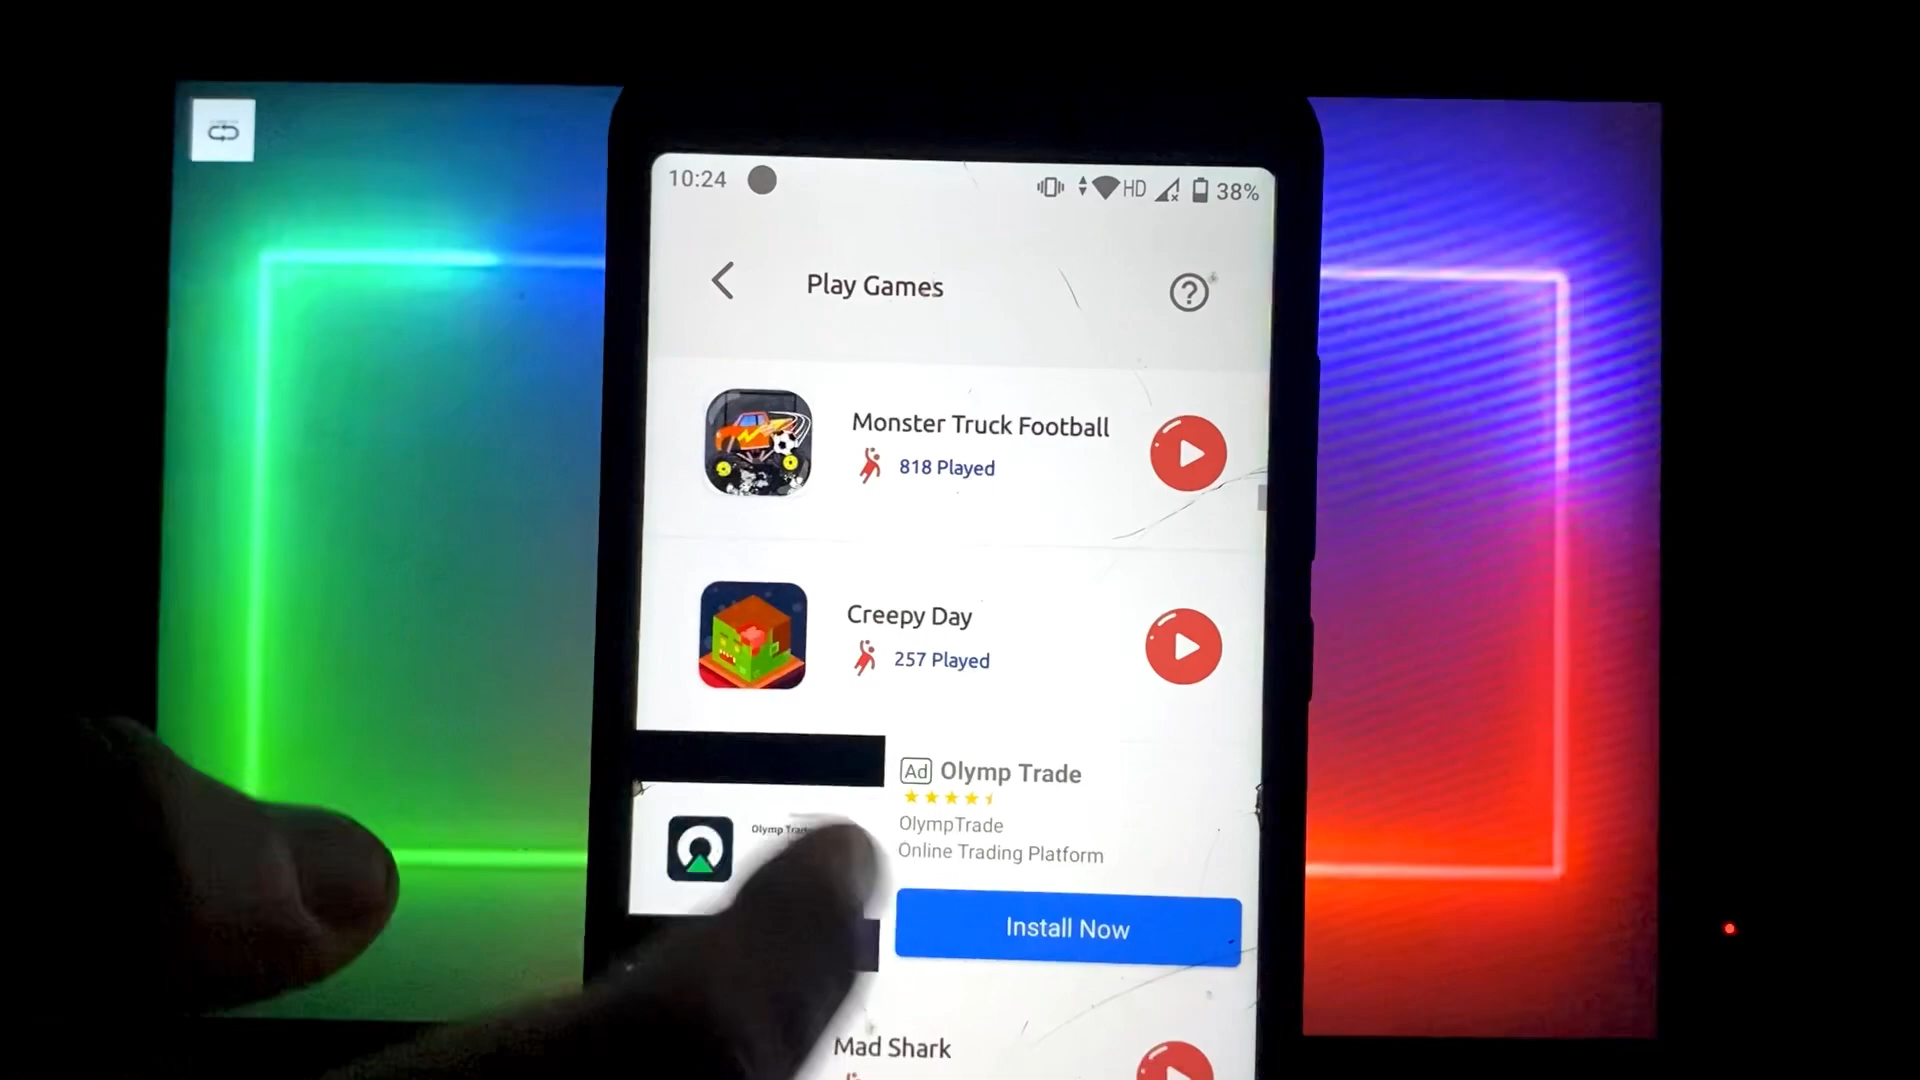 10:24
HD
38%
Play Games
Monster Truck Football
818 Played
Creepy Day
257 Played
Ad Olymp Trade
OlympTrade
Online Trading Platform
Olymp
Install Now
Mad Shark